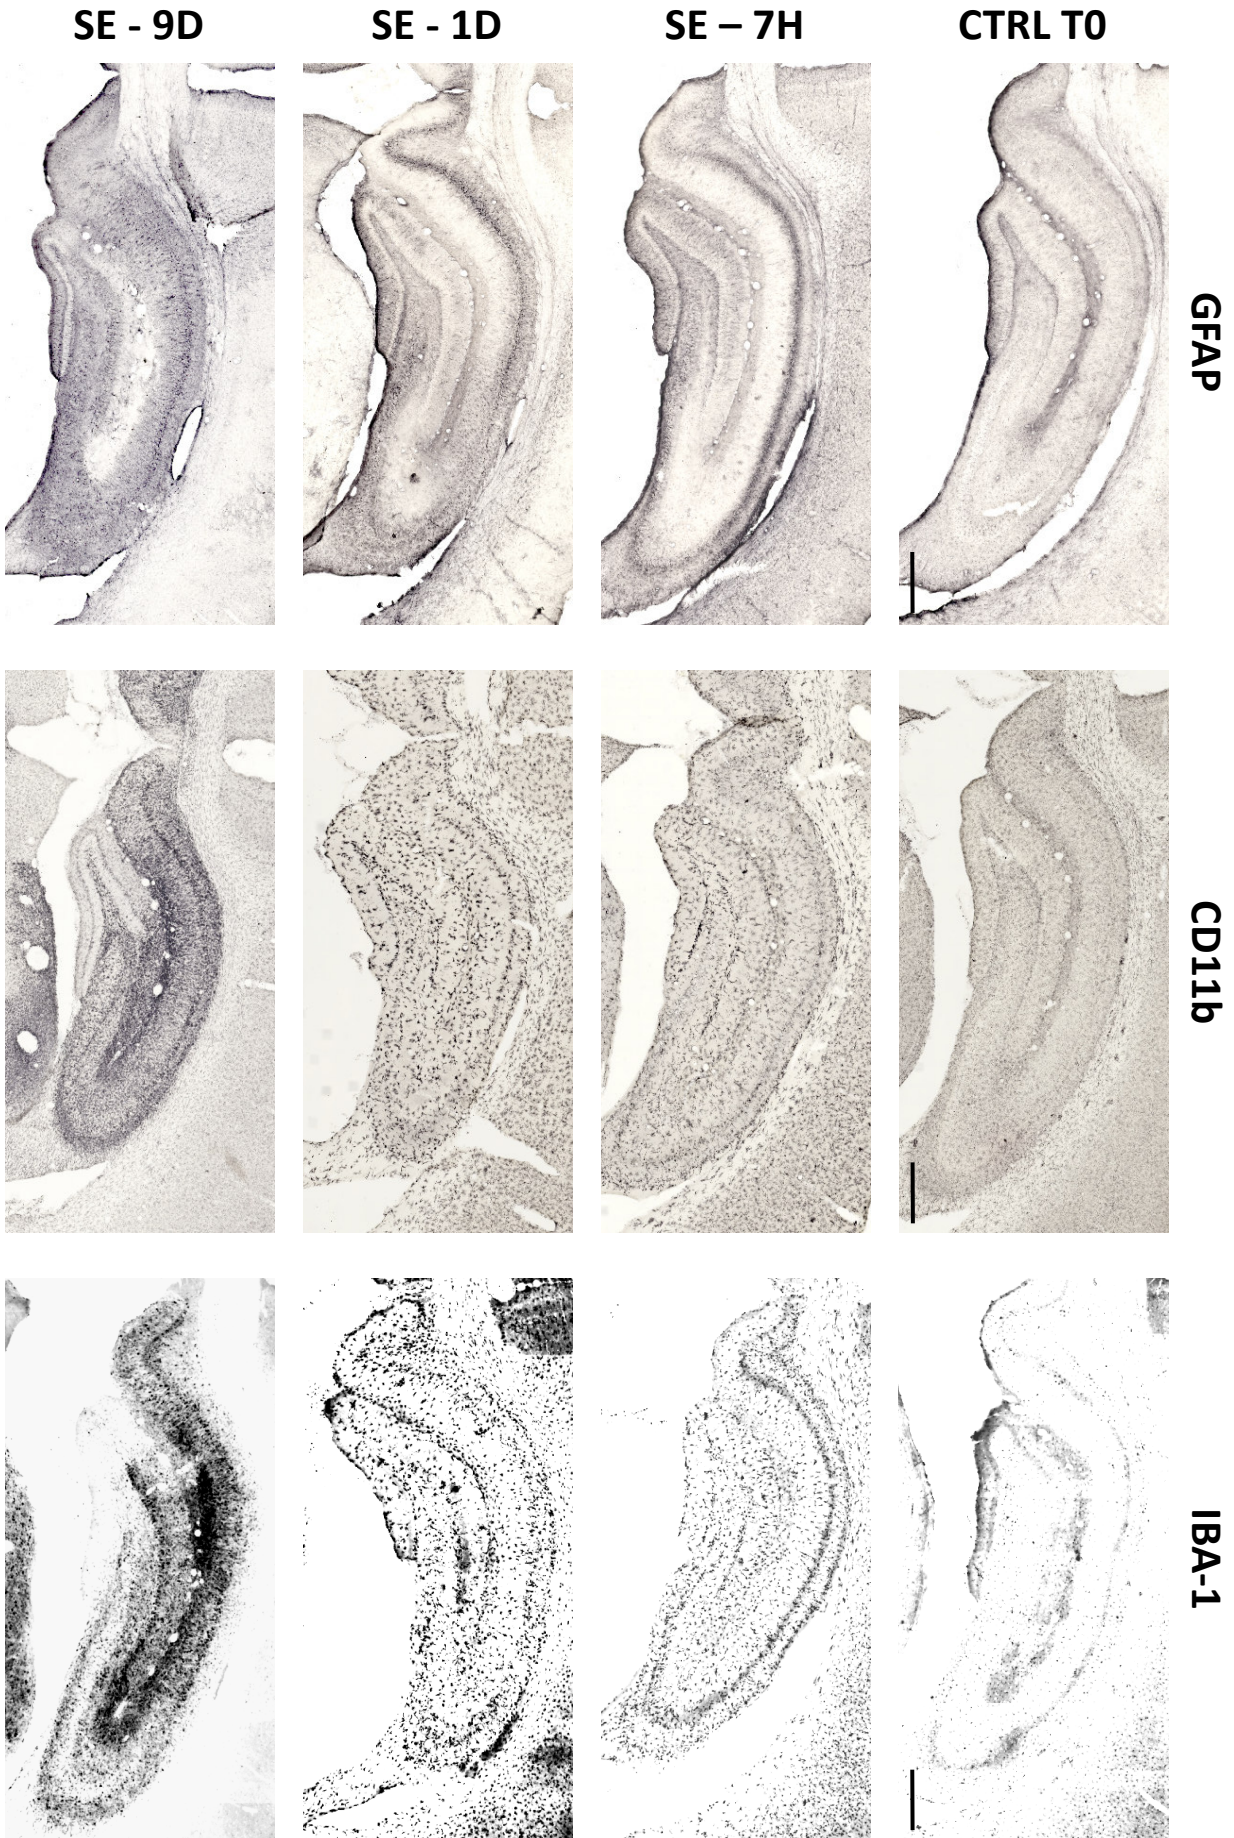 SE - 9D
SE - 1D
SE – 7H
CTRL T0
GFAP
CD11b
IBA-1